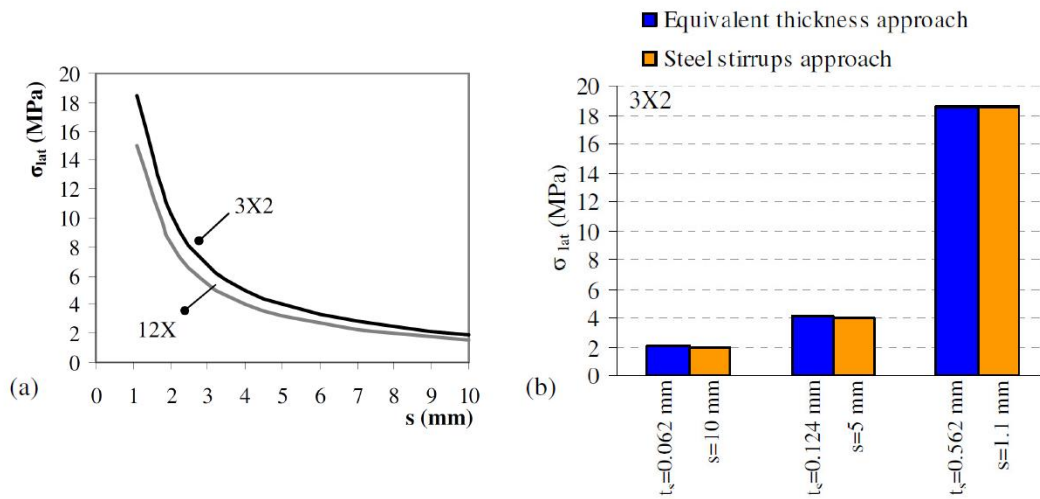 Equivalent thickness approach
Steel stirrups approach
20
18
16
14
12
10
8
6
4
2
0
σlat (MPa)
3X2
12X
0 1 2 3 4 5 6 7 8 9 10
s (mm)
(a)
20
18
16
14
12
10
8
6
4
2
0
σ lat (MPa)
3X2
ts=0.062 mm
s=10 mm
ts=0.124 mm
s=5 mm
ts=0.562 mm
s=1.1 mm
(b)